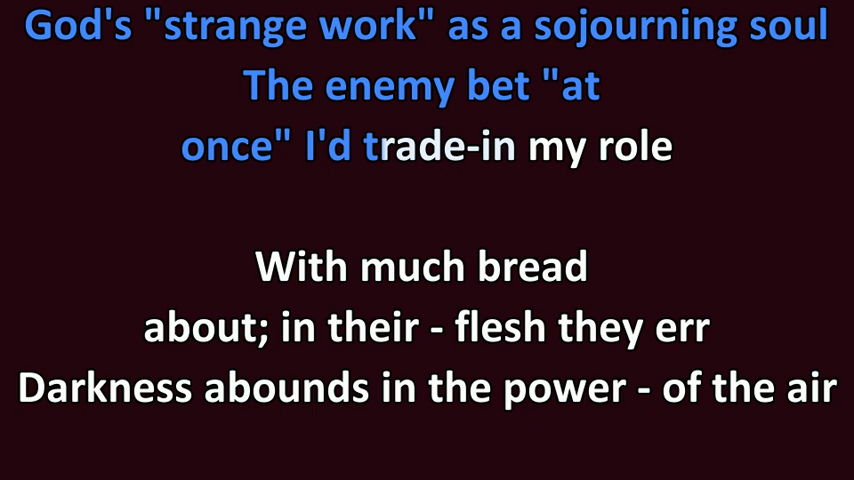 God's "strange work" as a sojourning soul
The enemy bet "at
once" I'd trade-in my role
With much bread
about; in their - flesh they err
Darkness abounds in the power - of the air